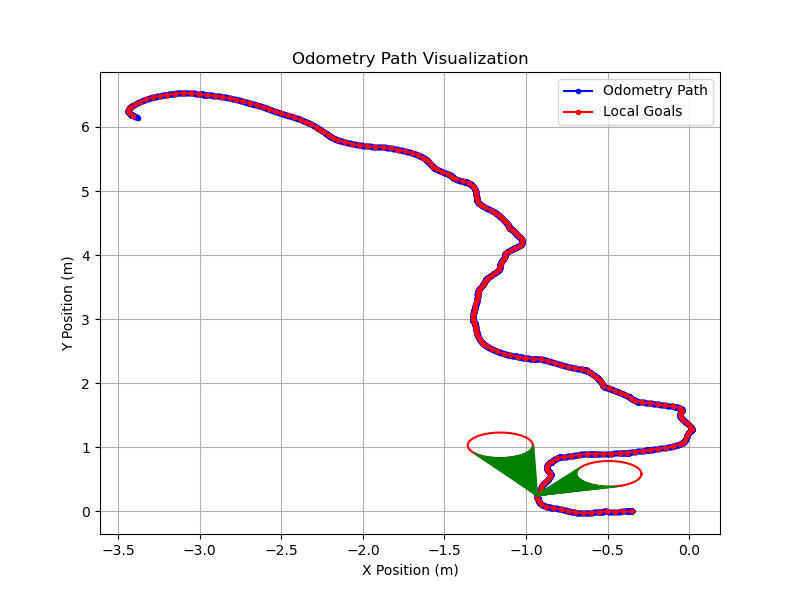 Odometry Path Visualization
Odometry Path
Local Goals
Y Position (m)
6
5
4
3
2
1
0
−3.5 −3.0 −2.5 −2.0 −1.5 −1.0 −0.5 0.0
X Position (m)